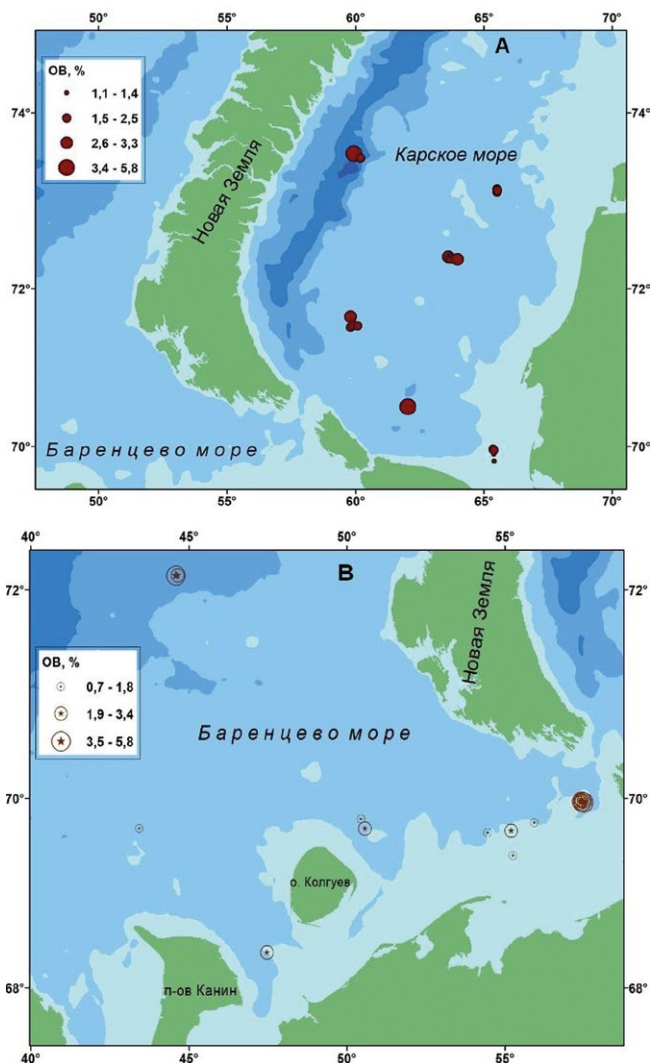 50° 55° 60° 65° 70°
A
ОВ, %
1,1 - 1,4
1,5 - 2,5
2,6 - 3,3
3,4 - 5,8
74°
74°
Карское море
Новая Земля
72°
72°
70°
Баренцево море
70°
50° 55° 60° 65° 70°
40° 45° 50° 55°
B
72°
72°
ОВ, %
0,7 - 1,8
1,9 - 3,4
3,5 - 5,8
Новая Земля
Баренцево море
70°
70°
о. Колгуев
п-ов Канин
68°
68°
40° 45° 50° 55°